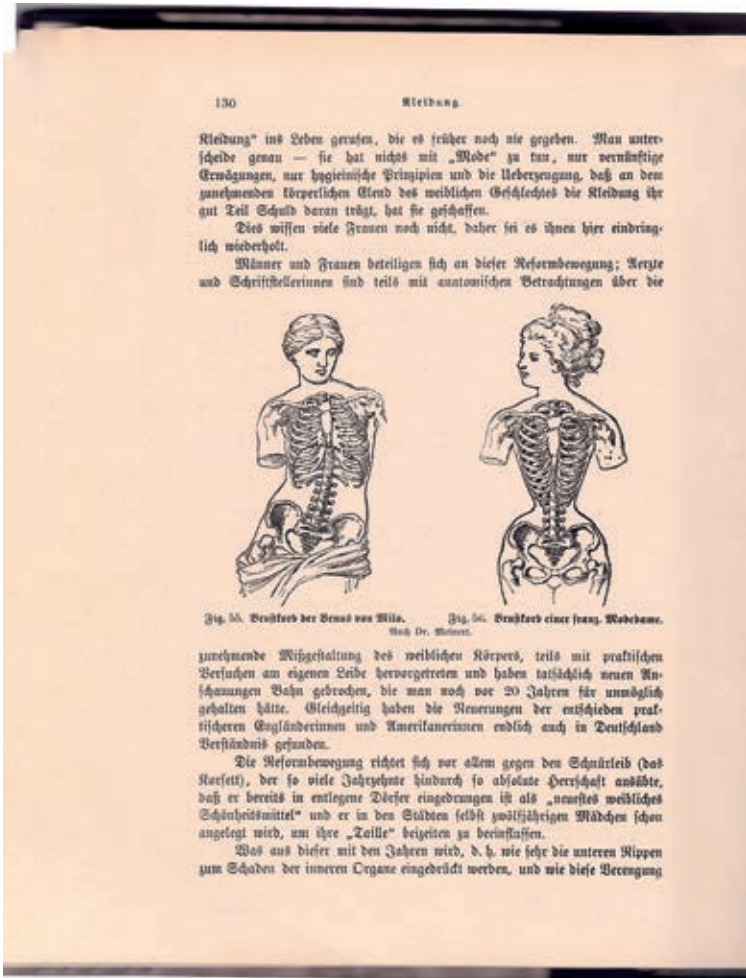 130
Kleidung
Kleidung" ins Leben gerufen, die es früher noch nie gegeben. Man unter-
scheide genau — sie hat nichts mit „Mode" zu tun, nur vernünftige
Erwägungen, nur hygieinische Prinzipien und die Ueberzeugung, daß an dem
zunehmenden körperlichen Elend des weiblichen Geschlechtes die Kleidung ihr
gut Teil Schuld daran trägt, hat sie geschaffen.
Dies wissen viele Frauen noch nicht, daher sei es ihnen hier eindring-
lich wiederholt.
Männer und Frauen beteiligen sich an dieser Reformbewegung; Aerzte
und Schriftstellerinnen sind teils mit anatomischen Betrachtungen über die
Fig. 55. Brustkorb der Venus von Milo.
Fig. 56. Brustkorb einer franz. Modedame.
Nach Dr. Meinert.
zunehmende Mißgestaltung des weiblichen Körpers, teils mit praktischen
Versuchen am eigenen Leibe hervorgetreten und haben tatsächlich neuen An-
schauungen Bahn gebrochen, die man noch vor 20 Jahren für unmöglich
gehalten hätte. Gleichzeitig haben die Neuerungen der entschieden prak-
tischeren Engländerinnen und Amerikanerinnen endlich auch in Deutschland
Verständnis gefunden.
Die Reformbewegung richtet sich vor allem gegen den Schnürleib (das
Korsett), der so viele Jahrzehnte hindurch so absolute Herrschaft ausübte,
daß er bereits in entlegene Dörfer eingedrungen ist als „neuestes weibliches
Schönheitsmittel" und er in den Städten selbst zwölfjährigen Mädchen schon
angelegt wird, um ihre „Taille" beizeiten zu beeinflussen.
Was aus dieser mit den Jahren wird, d. h. wie sehr die unteren Rippen
zum Schaden der inneren Organe eingedrückt werden, und wie diese Verengung